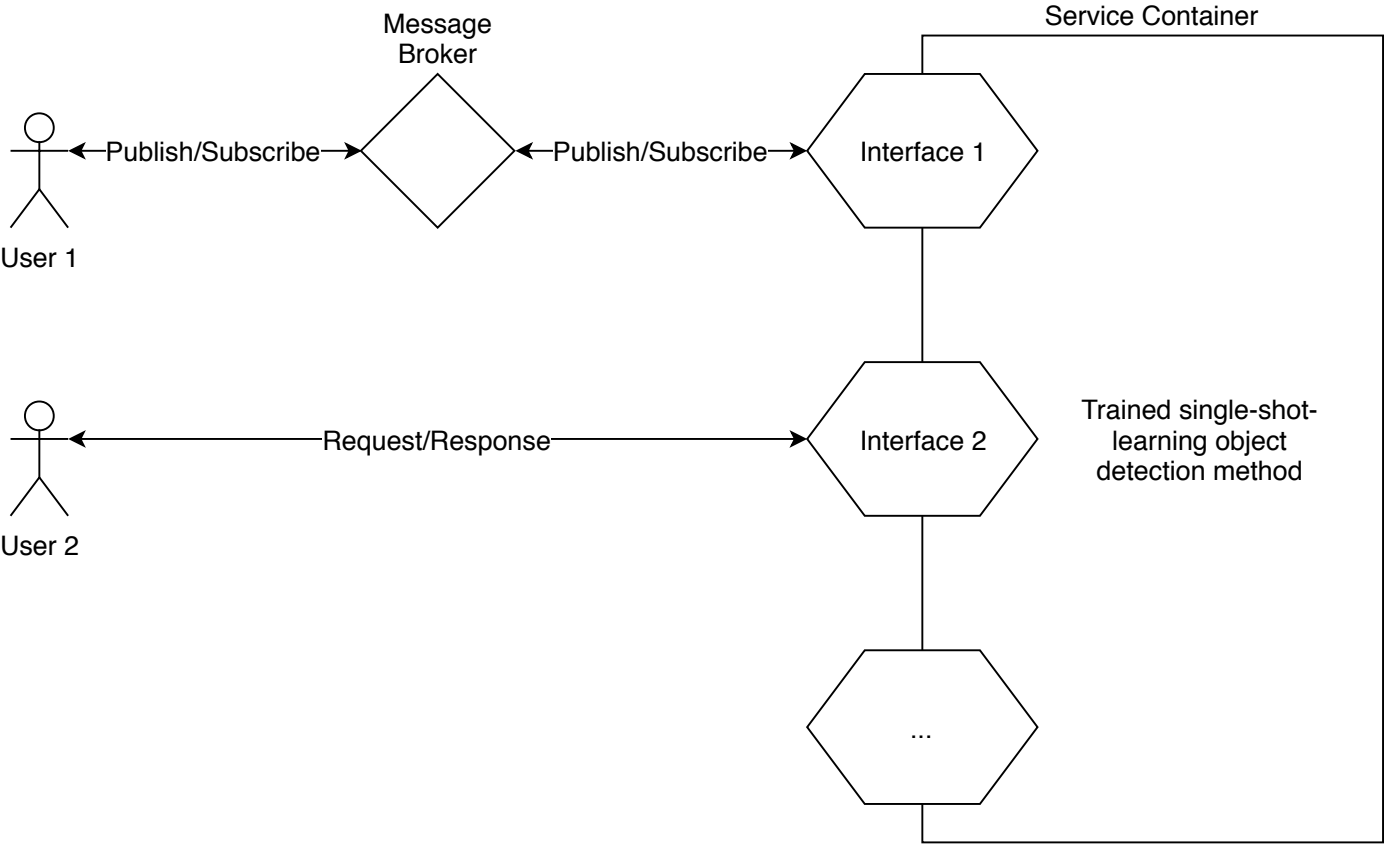 Service Container
Message
Broker
Publish/Subscribe
Publish/Subscribe
Interface 1
User 1
Request/Response
Interface 2
Trained single-shot-
learning object
detection method
User 2
...